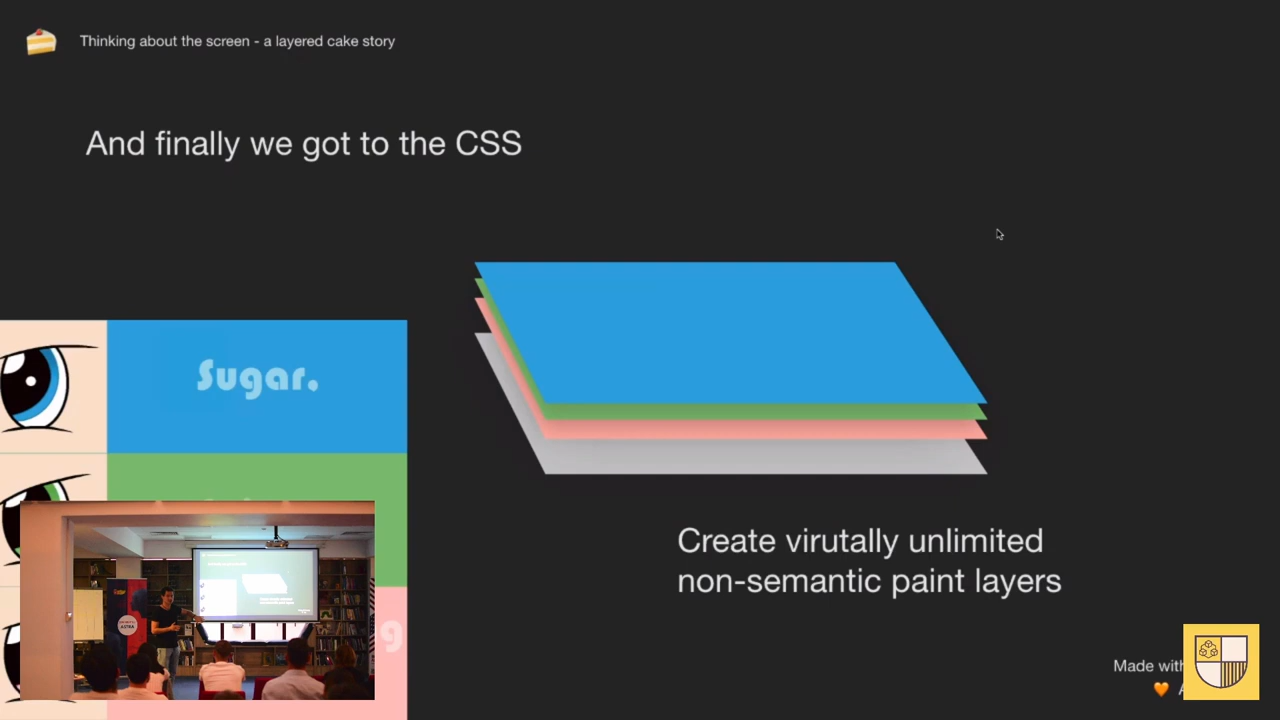 Thinking about the screen - a layered cake story
And finally we got to the CSS
Sugar.
Create virutally unlimited
non-semantic paint layers
Made with